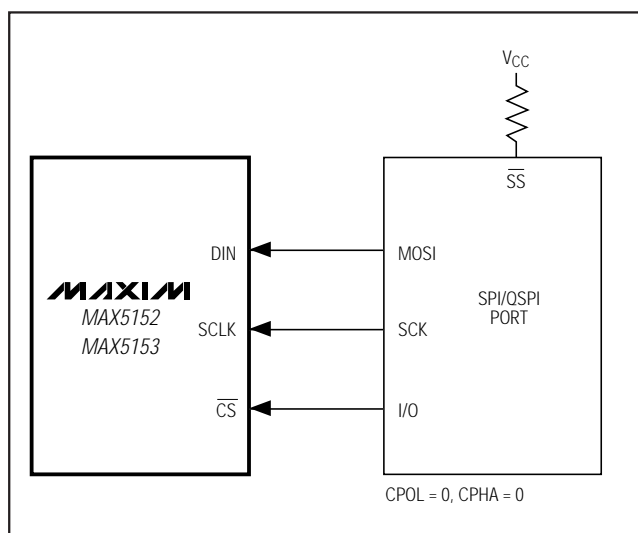 VCC
SS
DIN
MOSI
MAXIM
MAX5152
MAX5153
SPI/QSPI
PORT
SCLK
SCK
CS
I/O
CPOL = 0, CPHA = 0